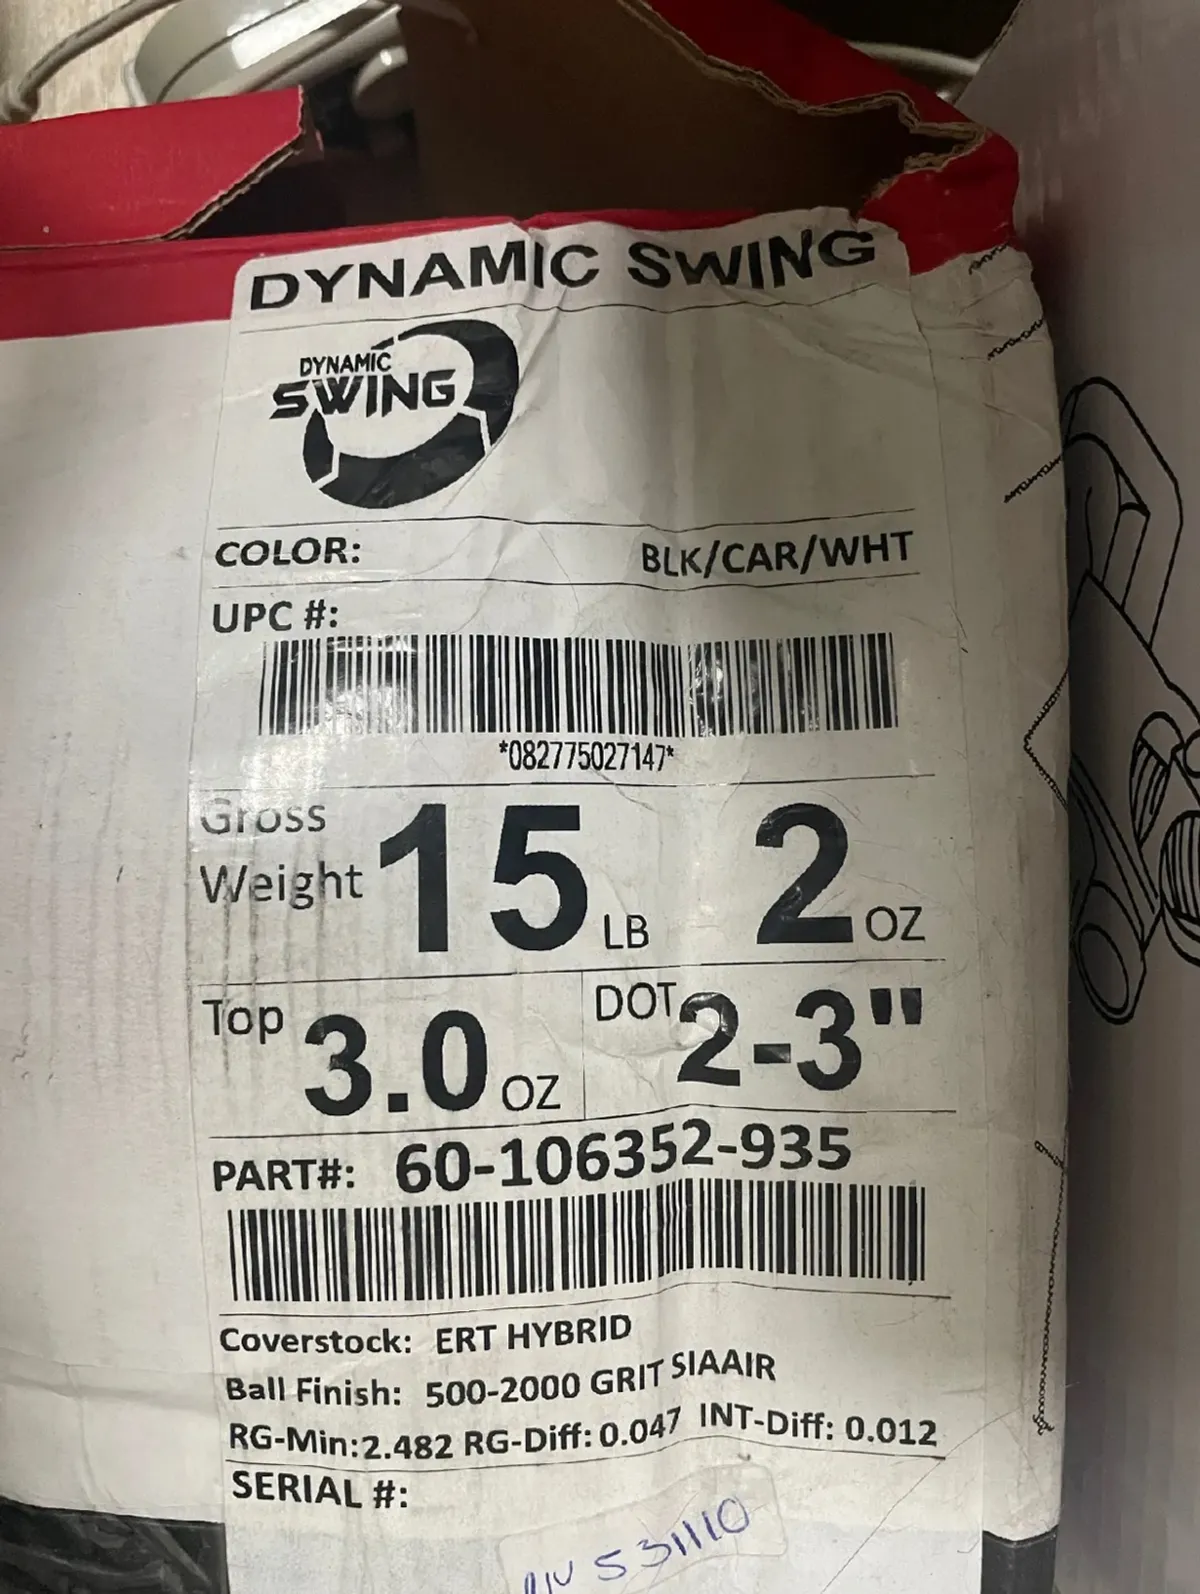 DYNAMIC SWING
DYNAMIC
SWING
COLOR: BLK/CAR/WHT
UPC #:
*082775027147*
Gross
Weight 15 LB 2 OZ
Top 3.0 OZ DOT 2-3"
PART#: 60-106352-935
Coverstock: ERT HYBRID
Ball Finish: 500-2000 GRIT SIAAIR
RG-Min:2.482 RG-Diff: 0.047 INT-Diff: 0.012
SERIAL #:
531110